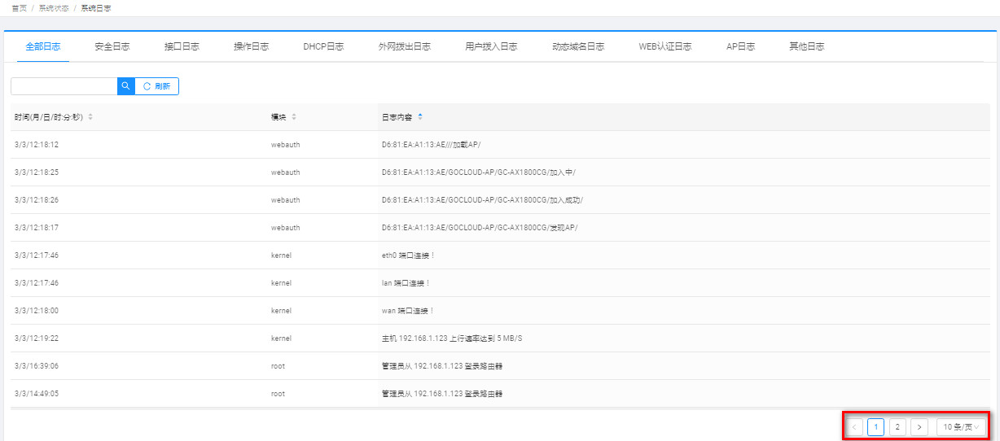 首页 / 系统状态 / 系统日志
全部日志 安全日志 接口日志 操作日志 DHCP日志 外网拨出日志 用户拨入日志 动态域名日志 WEB认证日志 AP日志 其他日志
刷新
时间(月/日/时:分:秒) 模块 日志内容
3/3/12:18:12 webauth D6:81:EA:A1:13:AE///加载AP/
3/3/12:18:25 webauth D6:81:EA:A1:13:AE/GOCLOUD-AP/GC-AX1800CG/加入中/
3/3/12:18:26 webauth D6:81:EA:A1:13:AE/GOCLOUD-AP/GC-AX1800CG/加入成功/
3/3/12:18:17 webauth D6:81:EA:A1:13:AE/GOCLOUD-AP/GC-AX1800CG/发现AP/
3/3/12:17:46 kernel eth0 端口连接！
3/3/12:17:46 kernel lan 端口连接！
3/3/12:18:00 kernel wan 端口连接！
3/3/12:19:22 kernel 主机 192.168.1.123 上行速率达到 5 MB/S
3/3/16:39:06 root 管理员从 192.168.1.123 登录路由器
3/3/14:49:05 root 管理员从 192.168.1.123 登录路由器
< 1 2 > 10 条/页